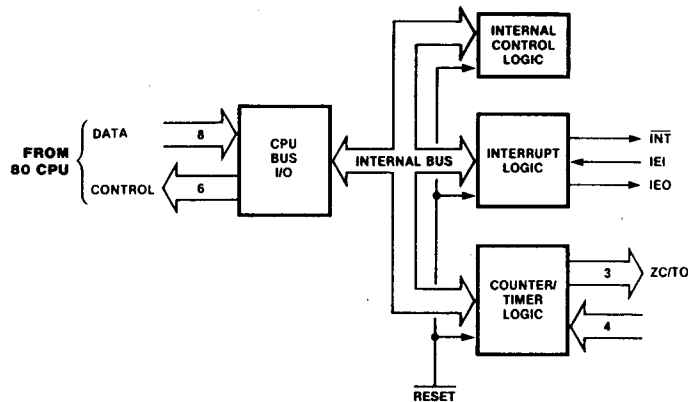 INTERNAL
CONTROL
LOGIC
DATA
8
FROM
80 CPU
CONTROL
6
CPU
BUS
I/O
INTERNAL BUS
INTERRUPT
LOGIC
INT
IEI
IEO
COUNTER/
TIMER
LOGIC
3
ZC/TO
4
RESET